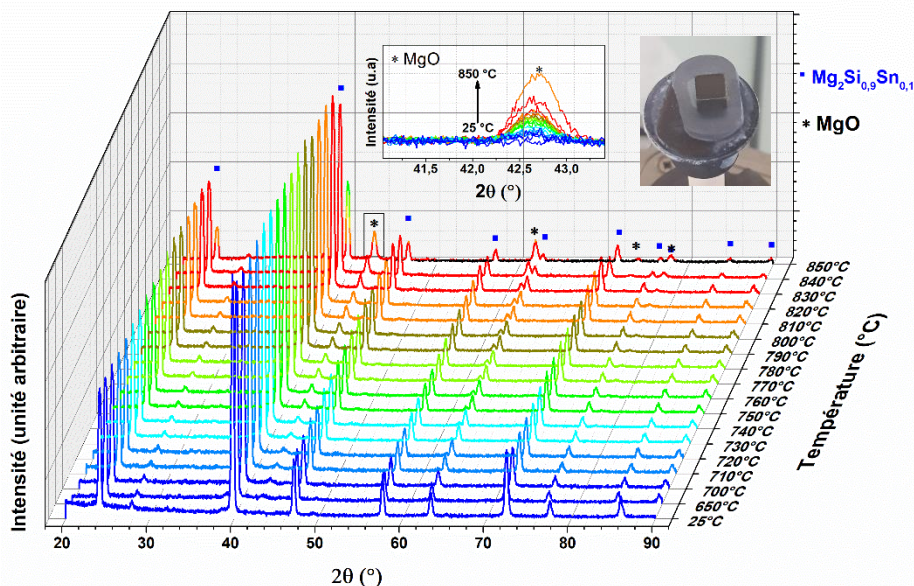 * MgO
850 °C
25 °C
Intensité (u.a)
41,5 42,0 42,5 43,0
2θ (°)
*
▪ Mg₂Si₀,₉Sn₀,₁
* MgO
*
* * *
850°C
840°C
830°C
820°C
810°C
800°C
790°C
780°C
770°C
760°C
750°C
740°C
730°C
720°C
710°C
700°C
650°C
25°C
Température (°C)
Intensité (unité arbitraire)
20 30 40 50 60 70 80 90
2θ (°)